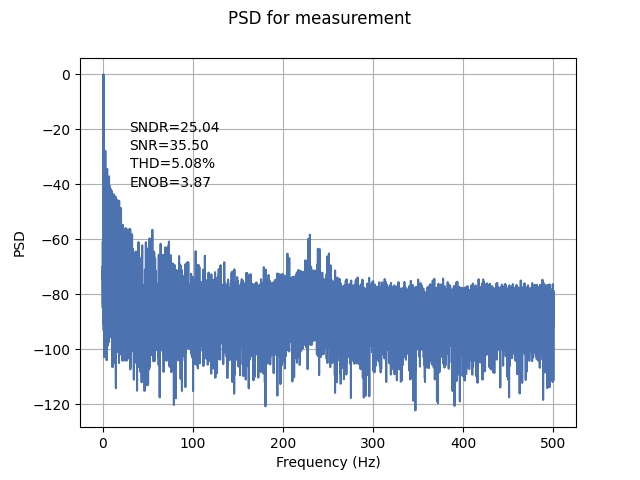 PSD for measurement
0
−20
−40
−60
−80
−100
−120
PSD
SNDR=25.04
SNR=35.50
THD=5.08%
ENOB=3.87
0 100 200 300 400 500
Frequency (Hz)